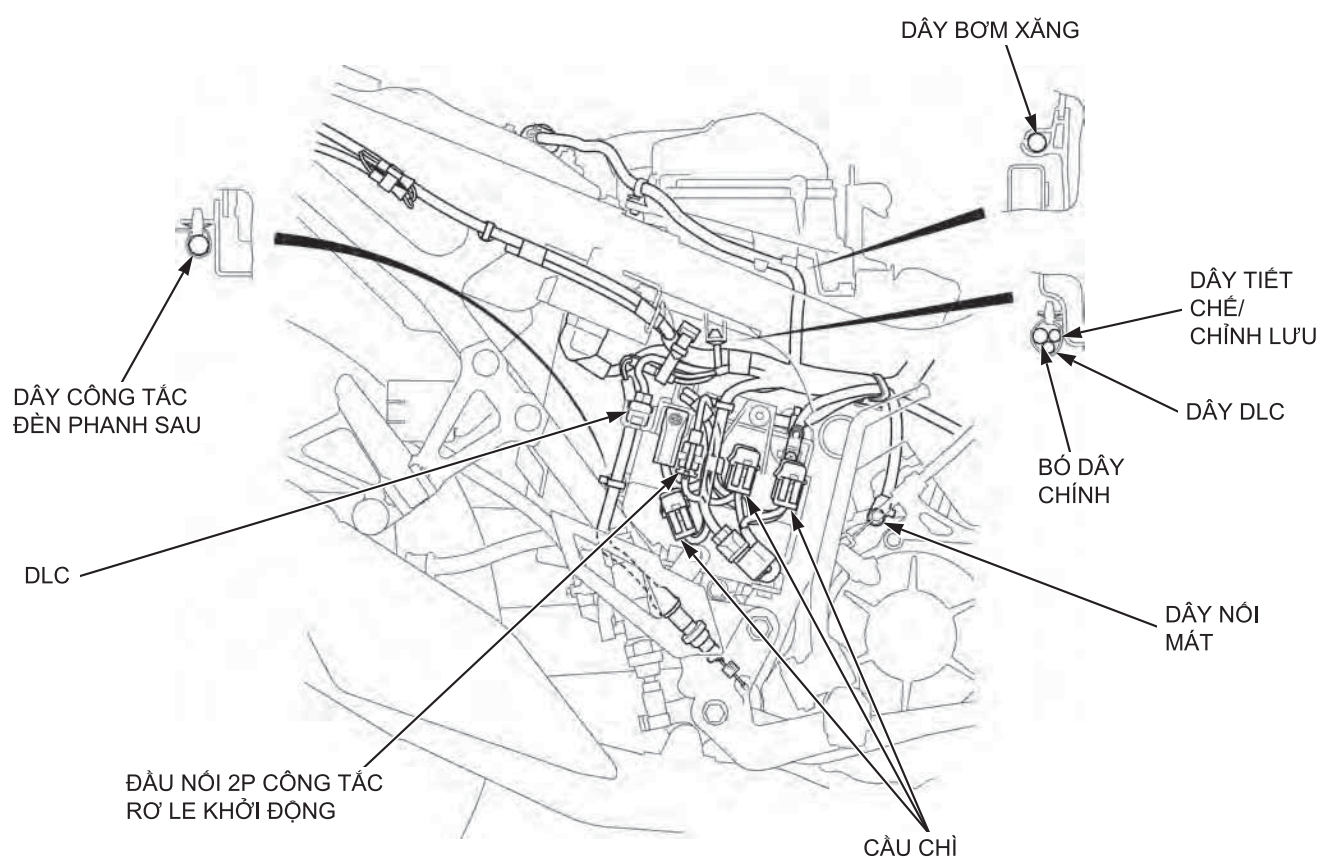 DÂY BƠM XĂNG
DÂY TIẾT
CHẾ/
CHỈNH LƯU
DÂY CÔNG TẮC
ĐÈN PHANH SAU
DÂY DLC
BÓ DÂY
CHÍNH
DLC
DÂY NỐI
MÁT
ĐẦU NỐI 2P CÔNG TẮC
RƠ LE KHỞI ĐỘNG
CẦU CHÌ